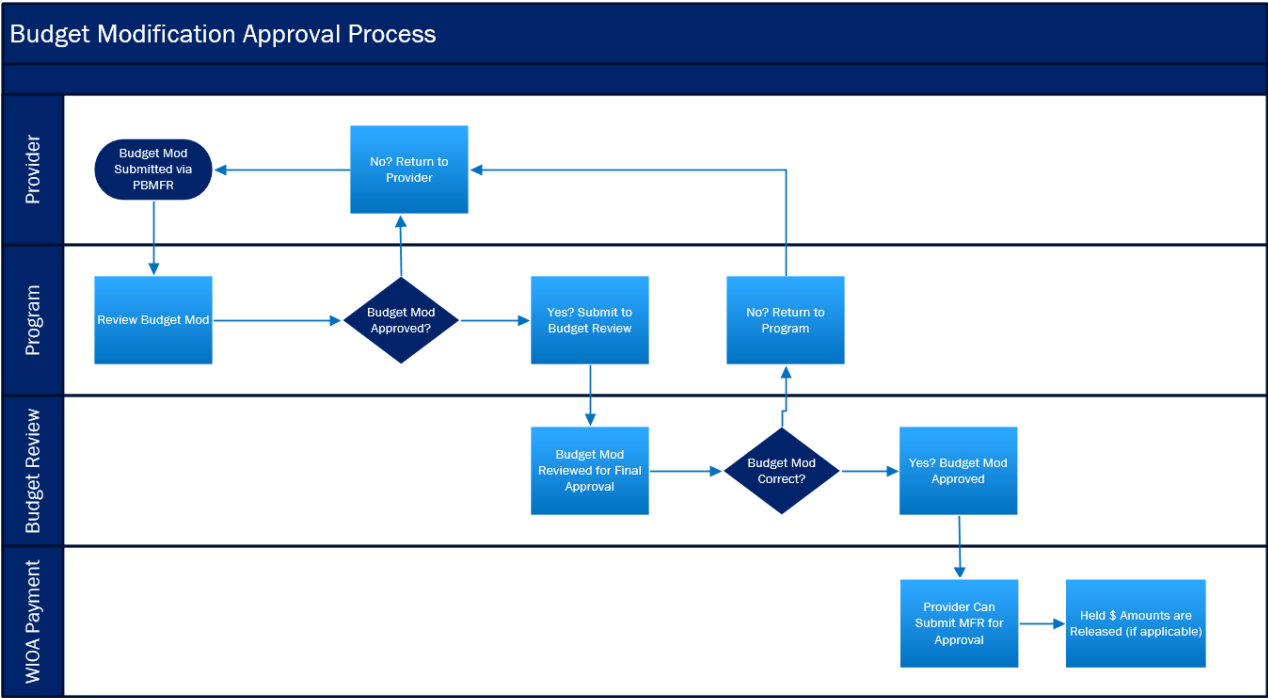 Budget Modification Approval Process
Provider
Budget Mod
Submitted via
PBMFR
No? Return to
Provider
Program
Review Budget Mod
Budget Mod
Approved?
Yes? Submit to
Budget Review
No? Return to
Program
Budget Review
Budget Mod
Reviewed for Final
Approval
Budget Mod
Correct?
Yes? Budget Mod
Approved
WIOA Payment
Provider Can
Submit MFR for
Approval
Held $ Amounts are
Released (if applicable)